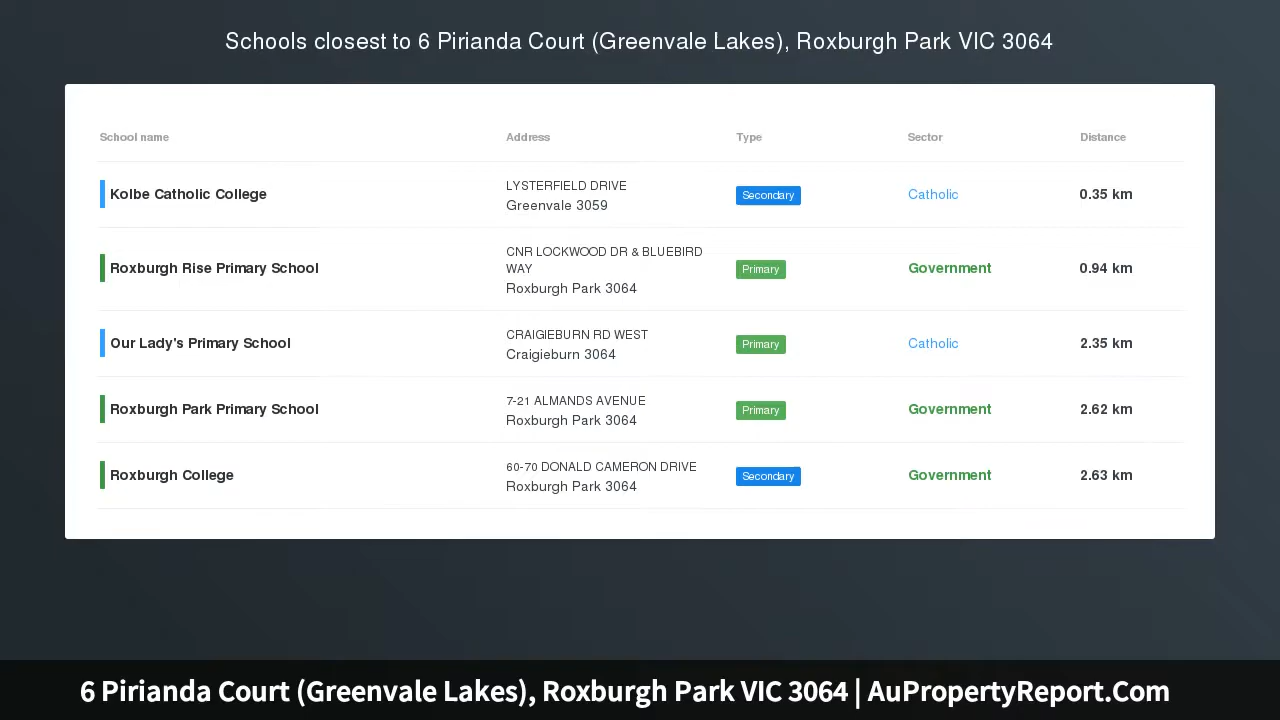 Schools closest to 6 Pirianda Court (Greenvale Lakes), Roxburgh Park VIC 3064
School name Address Type Sector Distance
Kolbe Catholic College LYSTERFIELD DRIVE Secondary Catholic 0.35 km
Greenvale 3059
Roxburgh Rise Primary School CNR LOCKWOOD DR & BLUEBIRD Primary Government 0.94 km
WAY
Roxburgh Park 3064
Our Lady's Primary School CRAIGIEBURN RD WEST Primary Catholic 2.35 km
Craigieburn 3064
Roxburgh Park Primary School 7-21 ALMANDS AVENUE Primary Government 2.62 km
Roxburgh Park 3064
Roxburgh College 60-70 DONALD CAMERON DRIVE Secondary Government 2.63 km
Roxburgh Park 3064
6 Pirianda Court (Greenvale Lakes), Roxburgh Park VIC 3064 | AuPropertyReport.Com